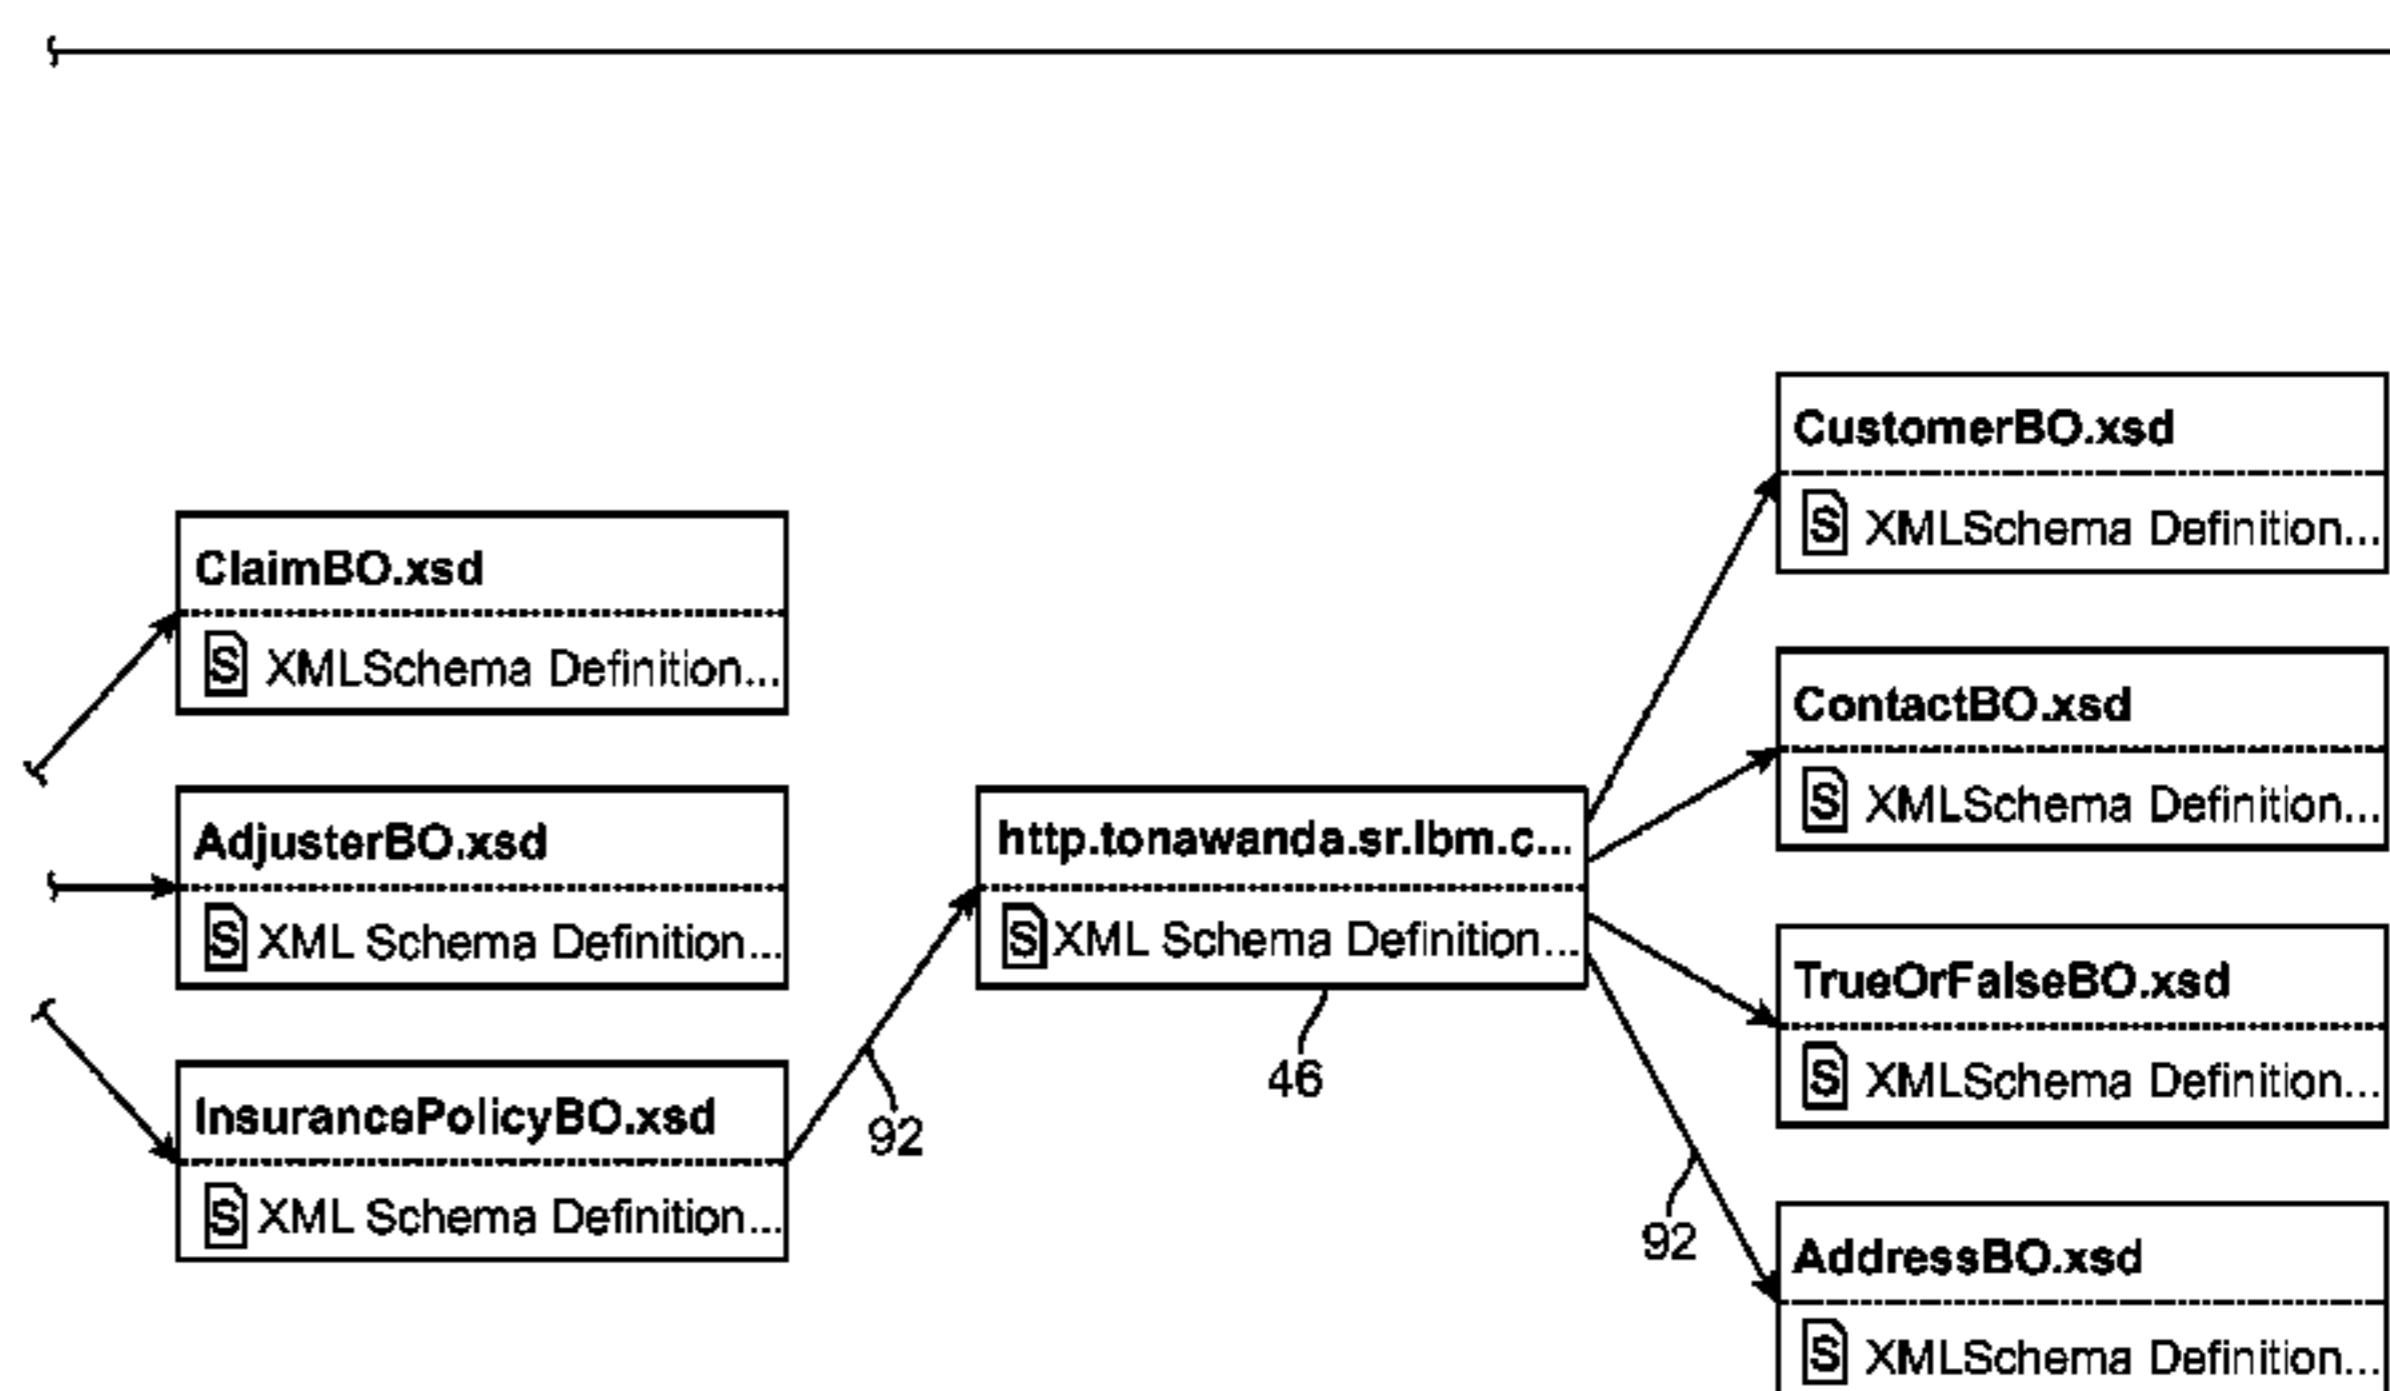 CustomerBO.xsd
S XMLSchema Definition...
ClaimBO.xsd
S XMLSchema Definition...
ContactBO.xsd
S XMLSchema Definition...
AdjusterBO.xsd
S XML Schema Definition...
http.tonawanda.sr.lbm.c...
S XML Schema Definition...
46
TrueOrFalseBO.xsd
S XMLSchema Definition...
InsurancePolicyBO.xsd
S XML Schema Definition...
92
92
AddressBO.xsd
S XMLSchema Definition...